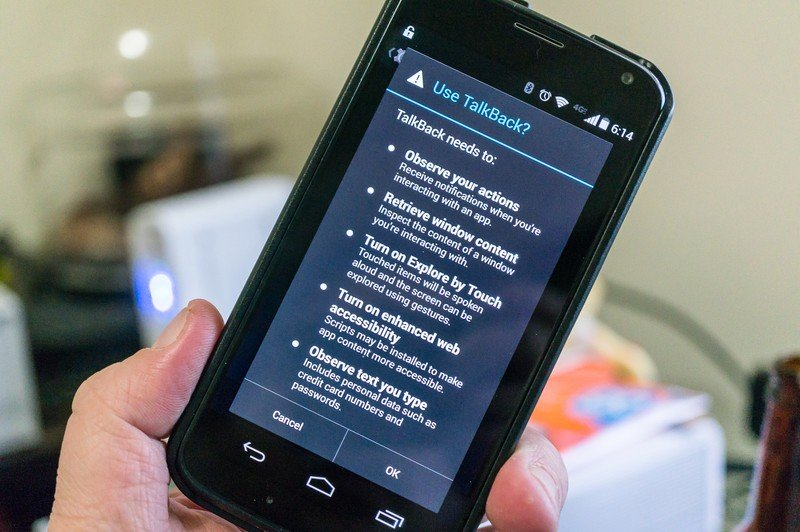 4G
6:14
Use TalkBack?
TalkBack needs to:
• Observe your actions
Receive notifications when you're
interacting with an app.
• Retrieve window content
Inspect the content of a window
you're interacting with.
• Turn on Explore by Touch
Touched items will be spoken
aloud and the screen can be
explored using gestures.
• Turn on enhanced web
accessibility
Scripts may be installed to make
app content more accessible.
• Observe text you type
Includes personal data such as
credit card numbers and
passwords.
Cancel
OK